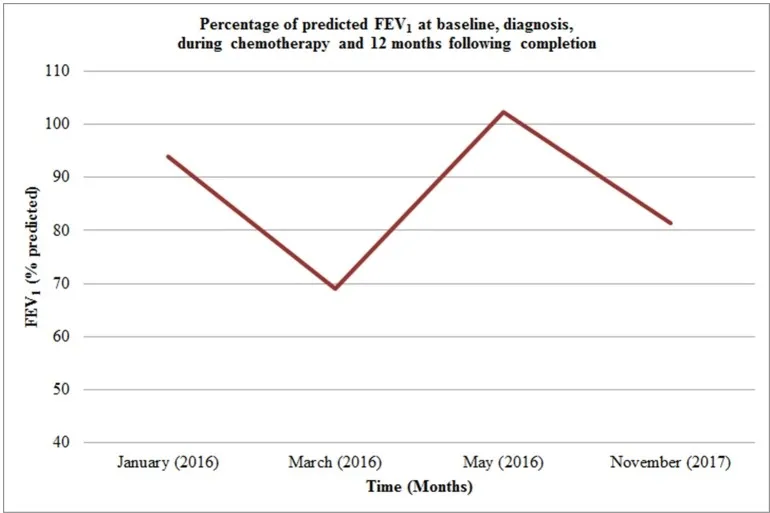 Percentage of predicted FEV₁ at baseline, diagnosis,
during chemotherapy and 12 months following completion
110
100
90
80
70
60
50
40
FEV₁ (% predicted)
January (2016) March (2016) May (2016) November (2017)
Time (Months)